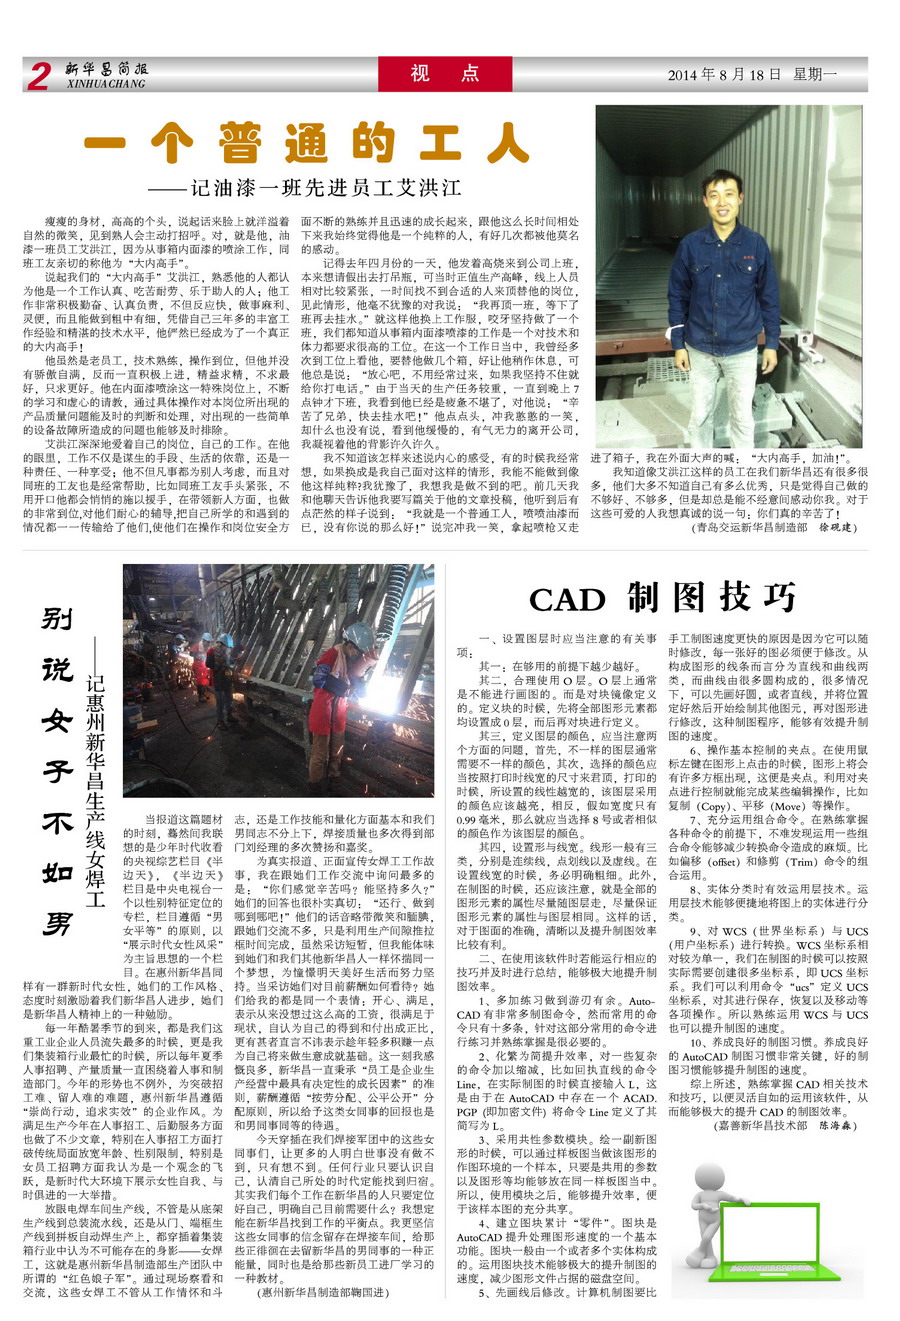 2
新华昌简报
XINHUACHANG
视 点
2014 年 8 月 18 日 星期一
一个普通的工人
——记油漆一班先进员工艾洪江
瘦瘦的身材，高高的个头，说起话来脸上就洋溢着
自然的微笑，见到熟人会主动打招呼。对，就是他，油
漆一班员工艾洪江，因为从事箱内面漆的喷涂工作，同
班工友亲切的称他为“大内高手”。
说起我们的“大内高手”艾洪江，熟悉他的人都认
为他是一个工作认真、吃苦耐劳、乐于助人的人；他工
作非常积极勤奋、认真负责，不但反应快，做事麻利、
灵便，而且能做到粗中有细，凭借自己三年多的丰富工
作经验和精湛的技术水平，他俨然已经成为了一个真正
的大内高手！
他虽然是老员工，技术熟练，操作到位，但他并没
有骄傲自满，反而一直积极上进，精益求精，不求最
好，只求更好。他在内面漆喷涂这一特殊岗位上，不断
的学习和虚心的请教，通过具体操作对本岗位所出现的
产品质量问题能及时的判断和处理，对出现的一些简单
的设备故障所造成的问题也能够及时排除。
艾洪江深深地爱着自己的岗位，自己的工作。在他
的眼里，工作不仅是谋生的手段、生活的依靠，还是一
种责任、一种享受；他不但凡事都为别人考虑，而且对
同班的工友也是经常帮助，比如同班工友手头紧张，不
用开口他都会悄悄的施以援手，在带领新人方面，也做
的非常到位,对他们耐心的辅导,把自己所学的和遇到的
情况都一一传输给了他们,使他们在操作和岗位安全方
面不断的熟练并且迅速的成长起来，跟他这么长时间相处
下来我始终觉得他是一个纯粹的人，有好几次都被他莫名
的感动。
记得去年四月份的一天，他发着高烧来到公司上班，
本来想请假出去打吊瓶，可当时正值生产高峰，线上人员
相对比较紧张，一时间找不到合适的人来顶替他的岗位，
见此情形，他毫不犹豫的对我说：“我再顶一班，等下了
班再去挂水。”就这样他换上工作服，咬牙坚持做了一个
班，我们都知道从事箱内面漆喷漆的工作是一个对技术和
体力都要求很高的工位。在这一个工作日当中，我曾经多
次到工位上看他，要替他做几个箱，好让他稍作休息，可
他总是说：“放心吧，不用经常过来，如果我坚持不住就
给你打电话。”由于当天的生产任务较重，一直到晚上 7
点钟才下班，我看到他已经是疲惫不堪了，对他说：“辛
苦了兄弟，快去挂水吧！”他点点头，冲我憨憨的一笑，
却什么也没有说，看到他缓慢的，有气无力的离开公司，
我凝视着他的背影许久许久。
我不知道该怎样来述说内心的感受，有的时候我经常
想，如果换成是我自己面对这样的情形，我能不能做到像
他这样纯粹?我犹豫了，我想我是做不到的吧。前几天我
和他聊天告诉他我要写篇关于他的文章投稿，他听到后有
点茫然的样子说到：“我就是一个普通工人，喷喷油漆而
已，没有你说的那么好！”说完冲我一笑，拿起喷枪又走
进了箱子，我在外面大声的喊：“大内高手，加油！”。
我知道像艾洪江这样的员工在我们新华昌还有很多很
多，他们大多不知道自己有多么优秀，只是觉得自己做的
不够好、不够多，但是却总是能不经意间感动你我。对于
这些可爱的人我想真诚的说一句：你们真的辛苦了！
（青岛交运新华昌制造部 徐砚建）
别说女子不如男
——记惠州新华昌生产线女焊工
当报道这篇题材
的时刻，蓦然间我联
想的是少年时代收看
的央视综艺栏目《半
边天》，《半边天》
栏目是中央电视台一
个以性别特征定位的
专栏，栏目遵循“男
女平等”的原则，以
“展示时代女性风采”
为主旨思想的一个栏
目。在惠州新华昌同
样有一群新时代女性，她们的工作风格、
态度时刻激励着我们新华昌人进步，她们
是新华昌人精神上的一种勉励。
每一年酷暑季节的到来，都是我们这
重工业企业人员流失最多的时候，更是我
们集装箱行业最忙的时候，所以每年夏季
人事招聘、产量质量一直困绕着人事和制
造部门。今年的形势也不例外，为突破招
工难、留人难的难题，惠州新华昌遵循
“崇尚行动，追求实效”的企业作风。为
满足生产今年在人事招工、后勤服务方面
也做了不少文章，特别在人事招工方面打
破传统局面放宽年龄、性别限制，特别是
女员工招聘方面我认为是一个观念的飞
跃，是新时代大环境下展示女性自我、与
时俱进的一大举措。
放眼电焊车间生产线，不管是从底架
生产线到总装流水线，还是从门、端框生
产线到拼板自动焊生产上，都穿插着集装
箱行业中认为不可能存在的身影——女焊
工，这就是惠州新华昌制造部生产团队中
所谓的“红色娘子军”。通过现场察看和
交流，这些女焊工不管从工作情怀和斗
志，还是工作技能和量化方面基本和我们
男同志不分上下，焊接质量也多次得到部
门刘经理的多次赞扬和嘉奖。
为真实报道、正面宣传女焊工工作故
事，我在跟她们工作交流中询问最多的
是：“你们感觉辛苦吗？能坚持多久？”
她们的回答也很朴实真切：“还行、做到
哪到哪吧！”他们的话音略带微笑和腼腆，
跟她们交流不多，只是利用生产间隙推拉
框时间完成，虽然采访短暂，但我能体味
到她们和我们其他新华昌人一样怀揣同一
个梦想，为憧憬明天美好生活而努力坚
持。当采访她们对目前薪酬如何看待？她
们给我的都是同一个表情：开心、满足，
表示从来没想过这么高的工资，很满足于
现状，自认为自己的得到和付出成正比，
更有甚者直言不讳表示趁年轻多积赚一点
为自己将来做生意成就基础。这一刻我感
慨良多，新华昌一直秉承“员工是企业生
产经营中最具有决定性的成长因素”的准
则，薪酬遵循“按劳分配、公平公开”分
配原则，所以给予这类女同事的回报也是
和男同事同等的待遇。
今天穿插在我们焊接军团中的这些女
同事们，让更多的人明白世事没有做不
到，只有想不到。任何行业只要认识自
己，认清自己所处的时代定能找到归宿。
其实我们每个工作在新华昌的人只要定位
好自己，明确自己目前需要什么？我想定
能在新华昌找到工作的平衡点。我更坚信
这些女同事的信念留存在焊接车间，给那
些正徘徊在去留新华昌的男同事的一种正
能量，同时也是给那些新员工进厂学习的
一种教材。
（惠州新华昌制造部鞠国进）
CAD 制图技巧
一、设置图层时应当注意的有关事
项：
其一：在够用的前提下越少越好。
其二，合理使用 O 层。O 层上通常
是不能进行画图的。而是对块镜像定义
的。定义块的时候，先将全部图形元素都
均设置成 0 层，而后再对块进行定义。
其三，定义图层的颜色，应当注意两
个方面的问题，首先，不一样的图层通常
需要不一样的颜色，其次，选择的颜色应
当按照打印时线宽的尺寸来君顶，打印的
时候，所设置的线性越宽的，该图层采用
的颜色应该越亮，相反，假如宽度只有
0.99 毫米，那么就应当选择 8 号或者相似
的颜色作为该图层的颜色。
其四，设置形与线宽。线形一般有三
类，分别是连续线，点划线以及虚线。在
设置线宽的时候，务必明确粗细。此外，
在制图的时候，还应该注意，就是全部的
图形元素的属性尽量随图层走，尽量保证
图形元素的属性与图层相同。这样的话，
对于图面的准确，清晰以及提升制图效率
比较有利。
二、在使用该软件时若能运行相应的
技巧并及时进行总结，能够极大地提升制
图效率。
1、多加练习做到游刃有余。Auto-
CAD 有非常多制图命令，然而常用的命
令只有十多条，针对这部分常用的命令进
行练习并熟练掌握是很必要的。
2、化繁为简提升效率，对一些复杂
的命令加以缩减，比如回执直线的命令
Line，在实际制图的时候直接输入 L，这
是由于在 AutoCAD 中存在一个 ACAD.
PGP (即加密文件) 将命令 Line 定义了其
简写为 L。
3、采用共性参数模块。绘一副新图
形的时候，可以通过样板图当做该图形的
作图环境的一个样本，只要是共用的参数
以及图形等均能够放在同一样板图当中。
所以，使用模块之后，能够提升效率，便
于该样本图的充分共享。
4、建立图块累计“零件”。图块是
AutoCAD 提升处理图形速度的一个基本
功能。图块一般由一个或者多个实体构成
的。运用图块技术能够极大的提升制图的
速度，减少图形文件占据的磁盘空间。
5、先画线后修改。计算机制图要比
手工制图速度更快的原因是因为它可以随
时修改，每一张好的图必须便于修改。从
构成图形的线条而言分为直线和曲线两
类，而曲线由很多圆构成的，很多情况
下，可以先画好圆，或者直线，并将位置
定好然后开始绘制其他图元，再对图形进
行修改，这种制图程序，能够有效提升制
图的速度。
6、操作基本控制的夹点。在使用鼠
标左键在图形上点击的时候，图形上将会
有许多方框出现，这便是夹点。利用对夹
点进行控制就能完成某些编辑操作，比如
复制（Copy）、平移（Move）等操作。
7、充分运用组合命令。在熟练掌握
各种命令的前提下，不难发现运用一些组
合命令能够减少转换命令造成的麻烦。比
如偏移（offset）和修剪（Trim）命令的组
合运用。
8、实体分类时有效运用层技术。运
用层技术能够便捷地将图上的实体进行分
类。
9、对 WCS（世界坐标系）与 UCS
(用户坐标系）进行转换。WCS 坐标系相
对较为单一，我们在制图的时候可以按照
实际需要创建很多坐标系，即 UCS 坐标
系。我们可以利用命令“ucs”定义 UCS
坐标系，对其进行保存，恢复以及移动等
各项操作。所以熟练运用 WCS 与 UCS
也可以提升制图的速度。
10、养成良好的制图习惯。养成良好
的 AutoCAD 制图习惯非常关键，好的制
图习惯能够提升制图的速度。
综上所述，熟练掌握 CAD 相关技术
和技巧，以便灵活自如的运用该软件，从
而能够极大的提升 CAD 的制图效率。
（嘉善新华昌技术部 陈海淼）